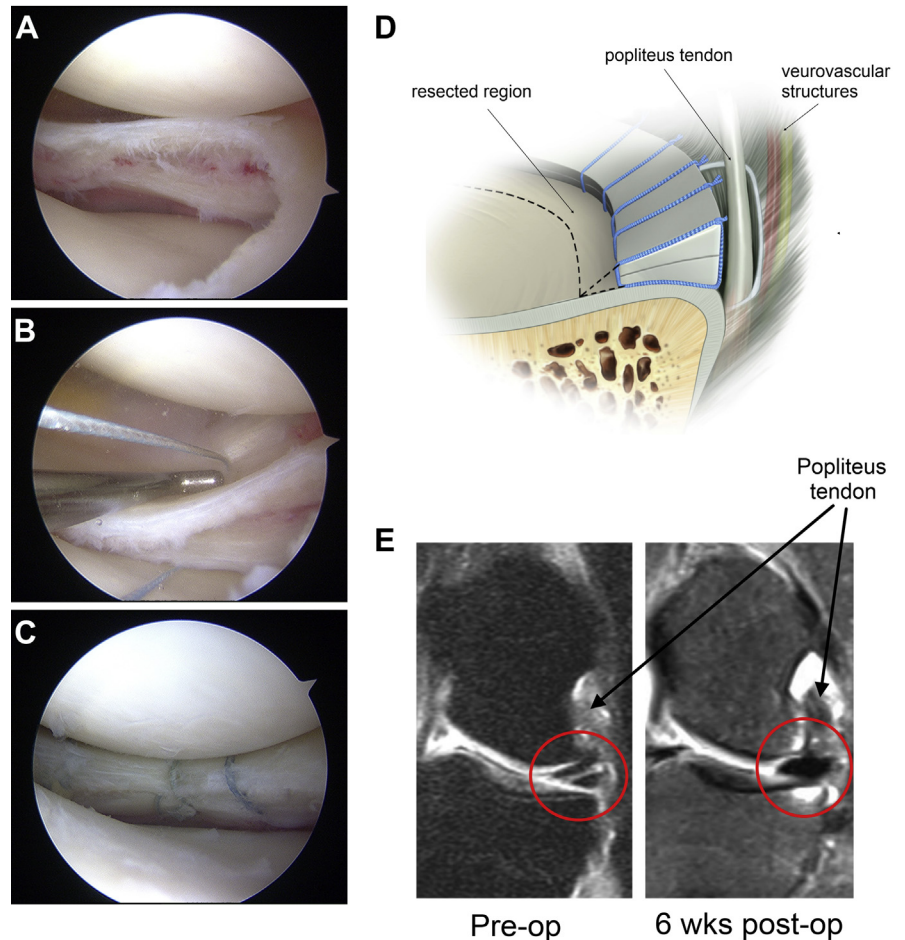 A
B
C
D
resected region
popliteus tendon
veurovascular
structures
E
Popliteus
tendon
Pre-op
6 wks post-op